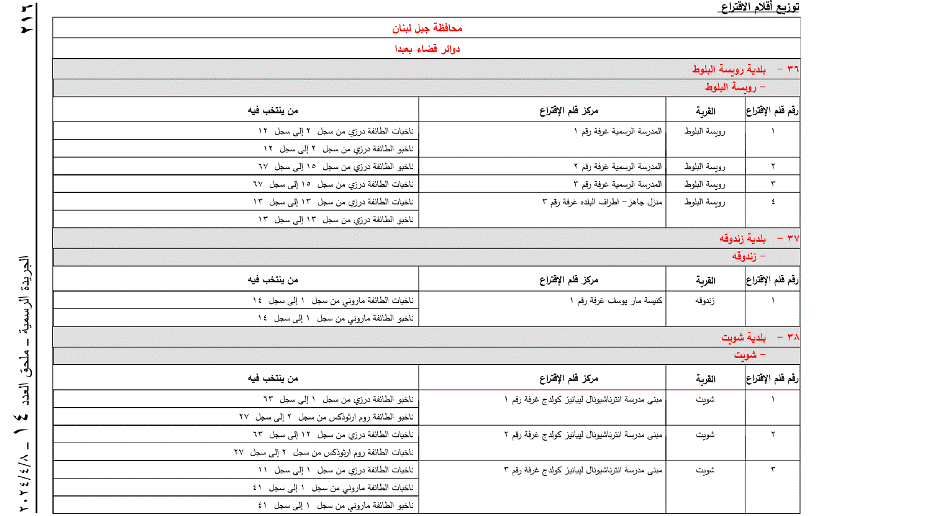 توزيع أقلام الإقتراع
٢١٦
محافظة جبل لبنان
دوائر قضاء بعبدا
٣٦ - بلدية رويسة البلوط
- رويسة البلوط
رقم قلم الإقتراع القرية مركز قلم الإقتراع من ينتخب فيه
١ رويسة البلوط المدرسة الرسمية غرفة رقم ١ ناخبات الطائفة درزي من سجل ٢ إلى سجل ١٢
ناخبو الطائفة درزي من سجل ٢ إلى سجل ١٢
٢ رويسة البلوط المدرسة الرسمية غرفة رقم ٢ ناخبو الطائفة درزي من سجل ١٥ إلى سجل ٦٧
٣ رويسة البلوط المدرسة الرسمية غرفة رقم ٣ ناخبات الطائفة درزي من سجل ١٥ إلى سجل ٦٧
٤ رويسة البلوط منزل جاهز- اطراف البلده غرفة رقم ٣ ناخبات الطائفة درزي من سجل ١٣ إلى سجل ١٣
ناخبو الطائفة درزي من سجل ١٣ إلى سجل ١٣
٣٧ - بلدية زندوقه
- زندوقه
رقم قلم الإقتراع القرية مركز قلم الإقتراع من ينتخب فيه
١ زندوقه كنيسة مار يوسف غرفة رقم ١ ناخبات الطائفة ماروني من سجل ١ إلى سجل ١٤
ناخبو الطائفة ماروني من سجل ١ إلى سجل ١٤
٣٨ - بلدية شويت
- شويت
رقم قلم الإقتراع القرية مركز قلم الإقتراع من ينتخب فيه
١ شويت مبنى مدرسة انترناشيونال ليبانيز كولدج غرفة رقم ١ ناخبو الطائفة درزي من سجل ١ إلى سجل ٦٣
ناخبو الطائفة روم ارثوذكس من سجل ٢ إلى سجل ٢٧
٢ شويت مبنى مدرسة انترناشيونال ليبانيز كولدج غرفة رقم ٢ ناخبات الطائفة درزي من سجل ١٢ إلى سجل ٦٣
ناخبات الطائفة روم ارثوذكس من سجل ٢ إلى سجل ٢٧
٣ شويت مبنى مدرسة انترناشيونال ليبانيز كولدج غرفة رقم ٣ ناخبات الطائفة درزي من سجل ١ إلى سجل ١١
ناخبات الطائفة ماروني من سجل ١ إلى سجل ٤١
ناخبو الطائفة ماروني من سجل ١ إلى سجل ٤١
الجريدة الرسمية – ملحق العدد ١٤ – ٢٠٢٤/٤/٨